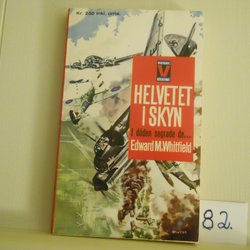 Kr. 2:50 inkl. oms.
V
HELVETET
I SKYN
I döden segrade de...
Edward M. Whitfield
82.